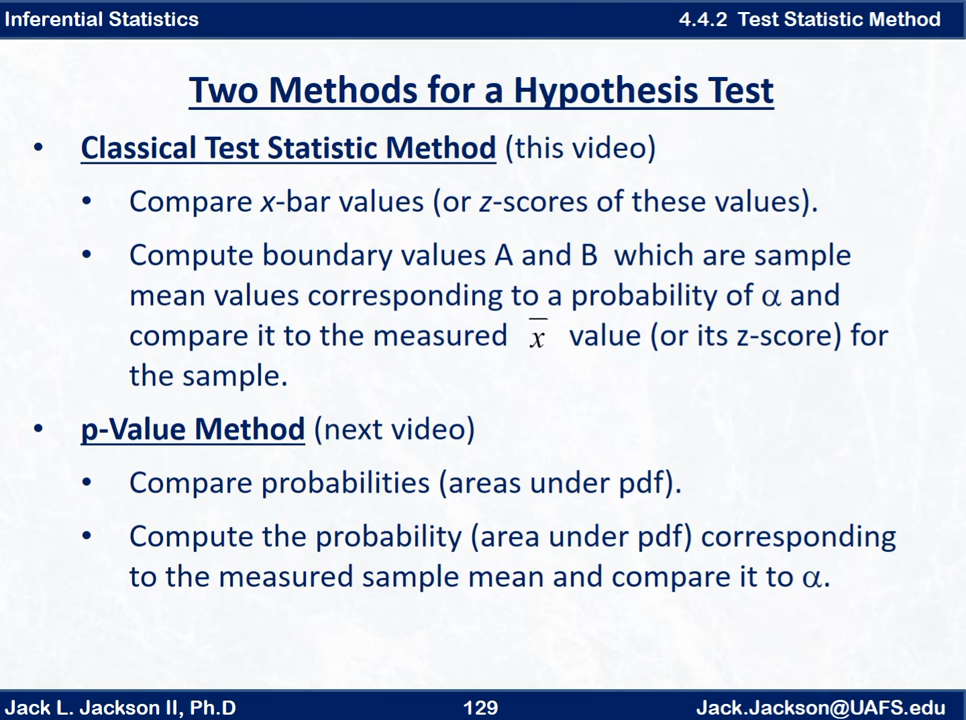 Inferential Statistics
4.4.2 Test Statistic Method
Two Methods for a Hypothesis Test
• Classical Test Statistic Method (this video)
• Compare x-bar values (or z-scores of these values).
• Compute boundary values A and B which are sample
mean values corresponding to a probability of α and
compare it to the measured x̄ value (or its z-score) for
the sample.
• p-Value Method (next video)
• Compare probabilities (areas under pdf).
• Compute the probability (area under pdf) corresponding
to the measured sample mean and compare it to α.
Jack L. Jackson II, Ph.D
129
Jack.Jackson@UAFS.edu